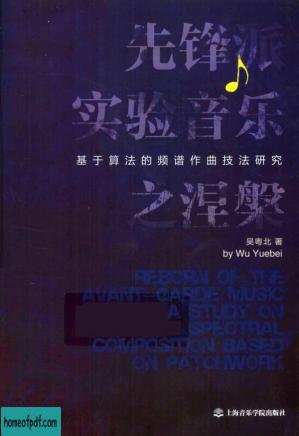 先锋派
实验音乐
基于算法的频谱作曲技法研究
之涅槃
吴粤北 著
by Wu Yuebei
REBORN OF THE
AVANT-GARDE MUSIC
A STUDY ON
SPECTRAL
COMPOSITION BASED
ON PATCHWORK
上海音乐学院出版社
homeofpdf.com